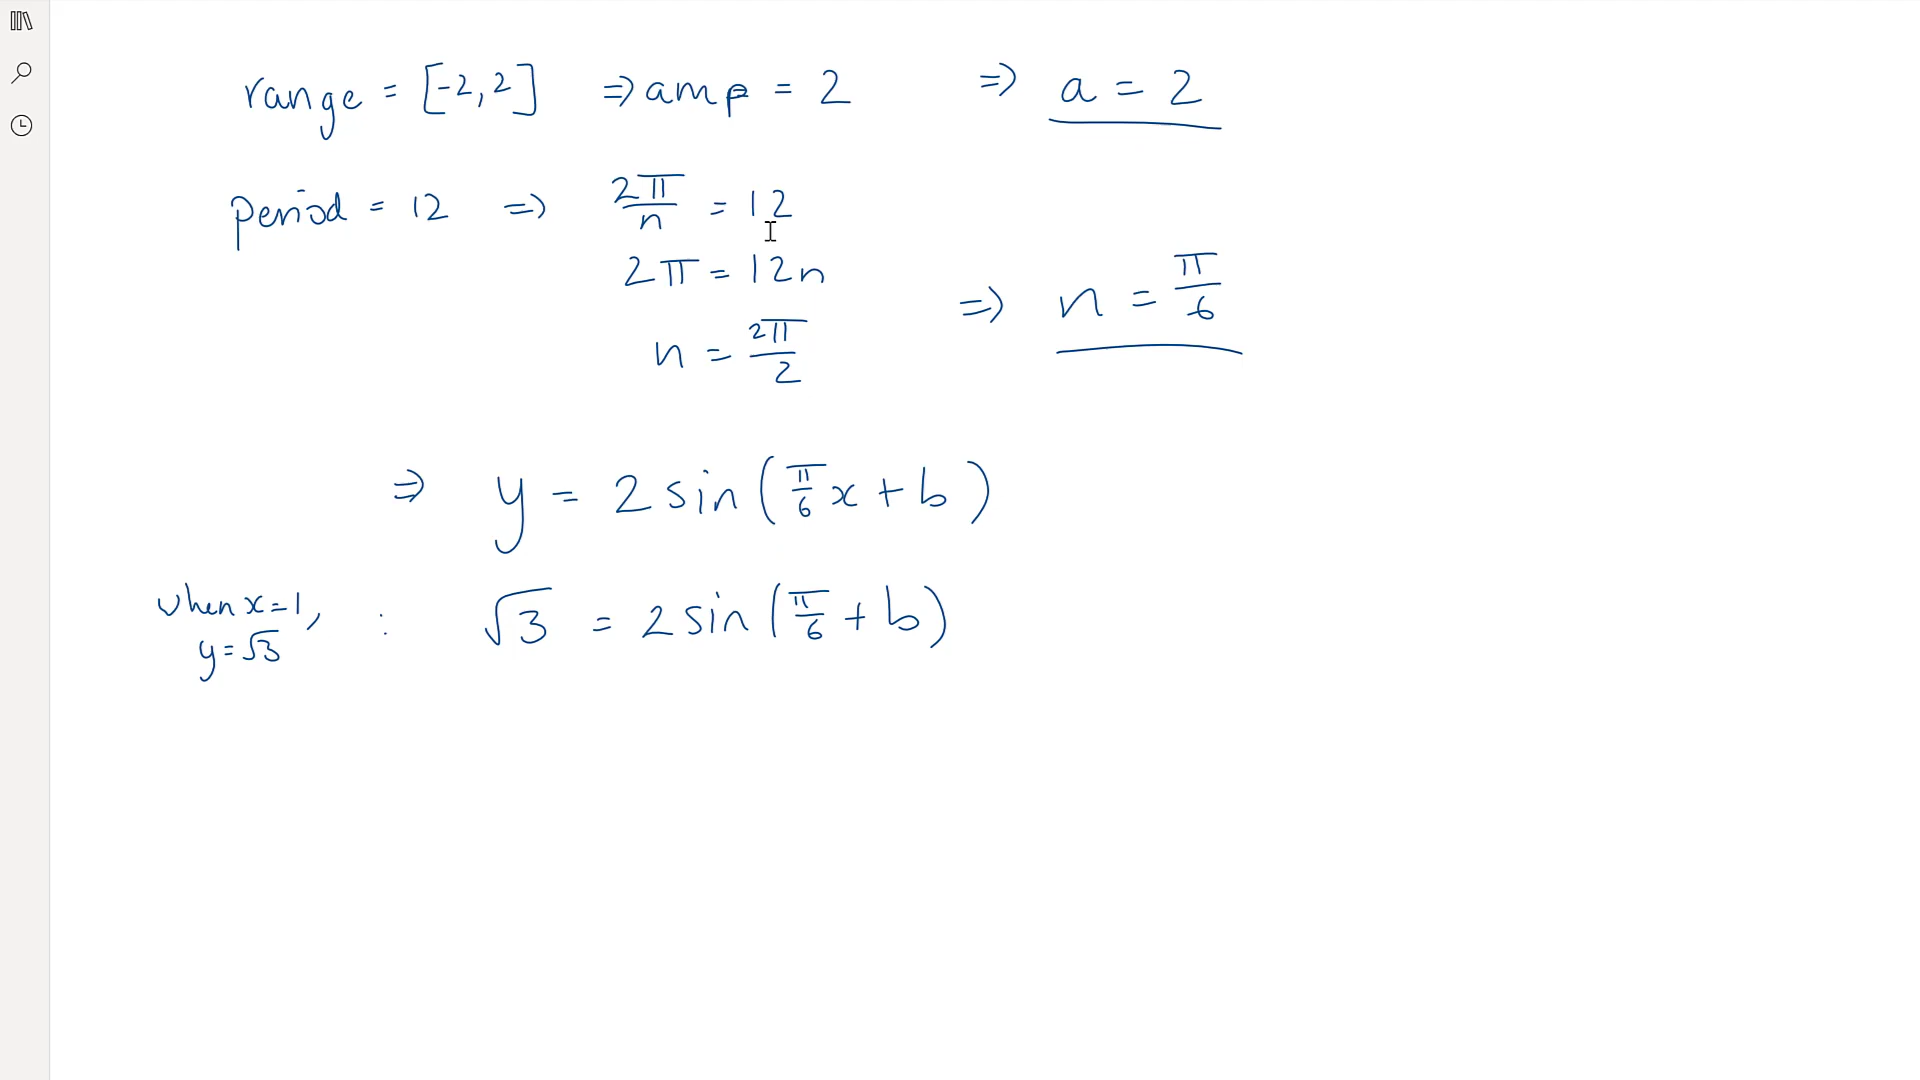 range = [-2,2] ⇒ amp = 2 ⇒ a = 2
period = 12 ⇒ 2π/n = 12
2π = 12n
n = 2π/2 ⇒ n = π/6
⇒ y = 2 sin(π/6 x + b)
when x=1, y=√3 : √3 = 2 sin(π/6 + b)